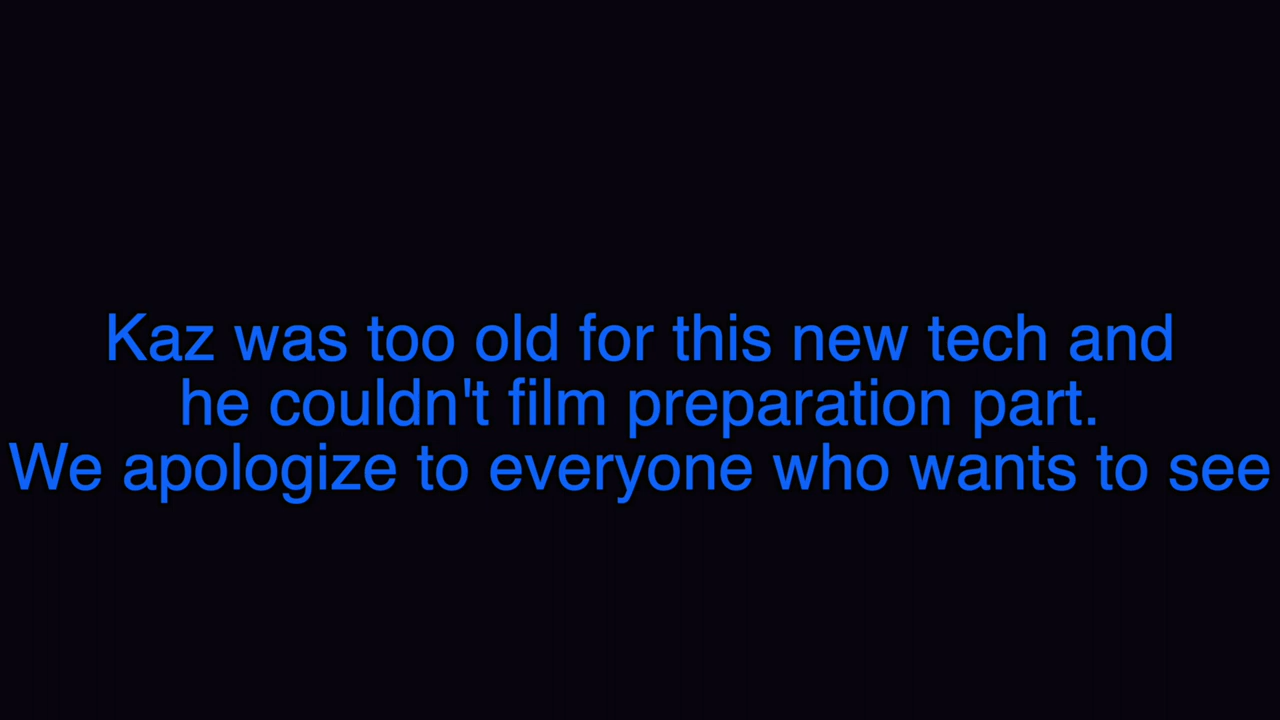 Kaz was too old for this new tech and
he couldn't film preparation part.
We apologize to everyone who wants to see